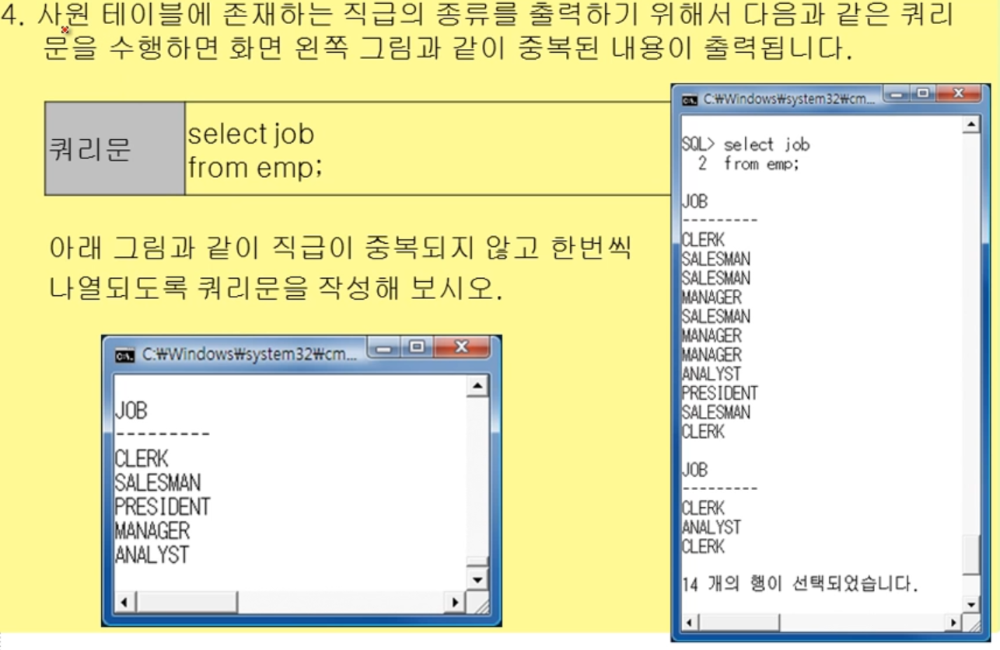 4. 사원 테이블에 존재하는 직급의 종류를 출력하기 위해서 다음과 같은 쿼리
문을 수행하면 화면 왼쪽 그림과 같이 중복된 내용이 출력됩니다.
쿼리문
select job
from emp;
아래 그림과 같이 직급이 중복되지 않고 한번씩
나열되도록 쿼리문을 작성해 보시오.
C:₩Windows₩system32₩cm...
JOB
---------
CLERK
SALESMAN
PRESIDENT
MANAGER
ANALYST
C:₩Windows₩system32₩cm...
SQL> select job
2 from emp;
JOB
---------
CLERK
SALESMAN
SALESMAN
MANAGER
SALESMAN
MANAGER
MANAGER
ANALYST
PRESIDENT
SALESMAN
CLERK
JOB
---------
CLERK
ANALYST
CLERK
14 개의 행이 선택되었습니다.